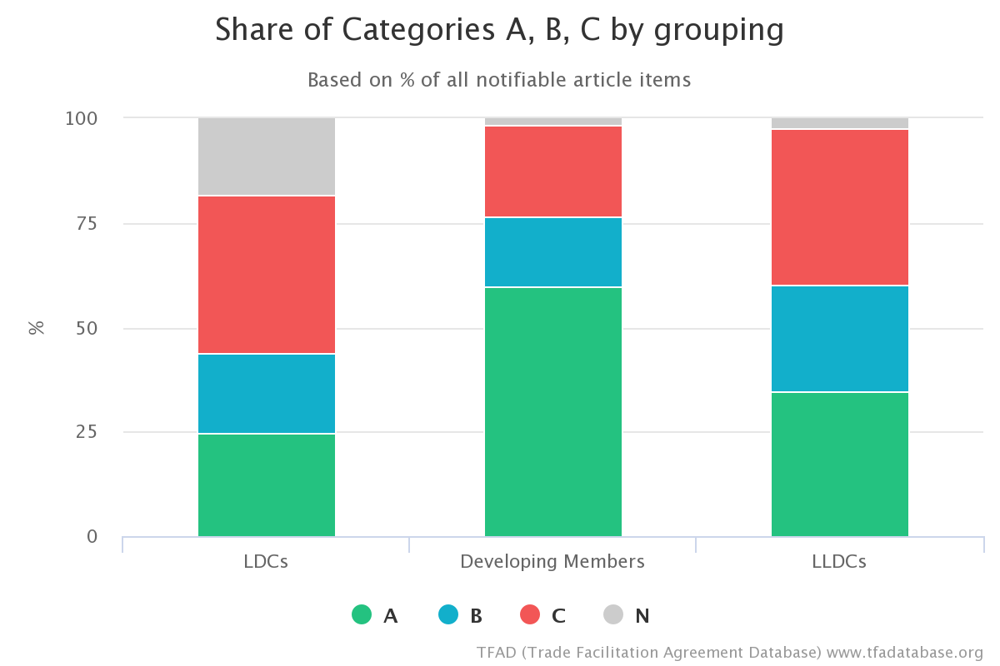 Share of Categories A, B, C by grouping
Based on % of all notifiable article items
100
75
50
25
0
%
LDCs Developing Members LLDCs
A B C N
TFAD (Trade Facilitation Agreement Database) www.tfadatabase.org